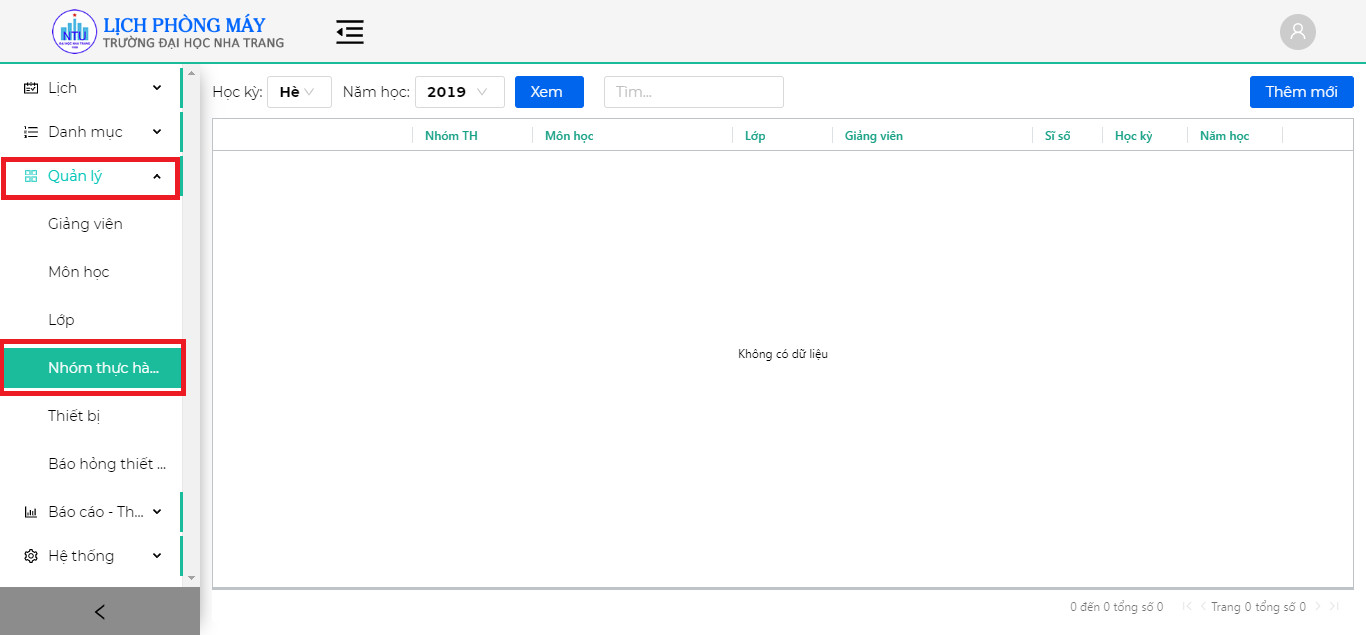 NTU
LỊCH PHÒNG MÁY
TRƯỜNG ĐẠI HỌC NHA TRANG
Lịch
Danh mục
Quản lý
Giảng viên
Môn học
Lớp
Nhóm thực hà...
Thiết bị
Báo hỏng thiết ...
Báo cáo - Th...
Hệ thống
Học kỳ: Hè Năm học: 2019 Xem Tìm... Thêm mới
Nhóm TH Môn học Lớp Giảng viên Sĩ số Học kỳ Năm học
Không có dữ liệu
0 đến 0 tổng số 0 Trang 0 tổng số 0